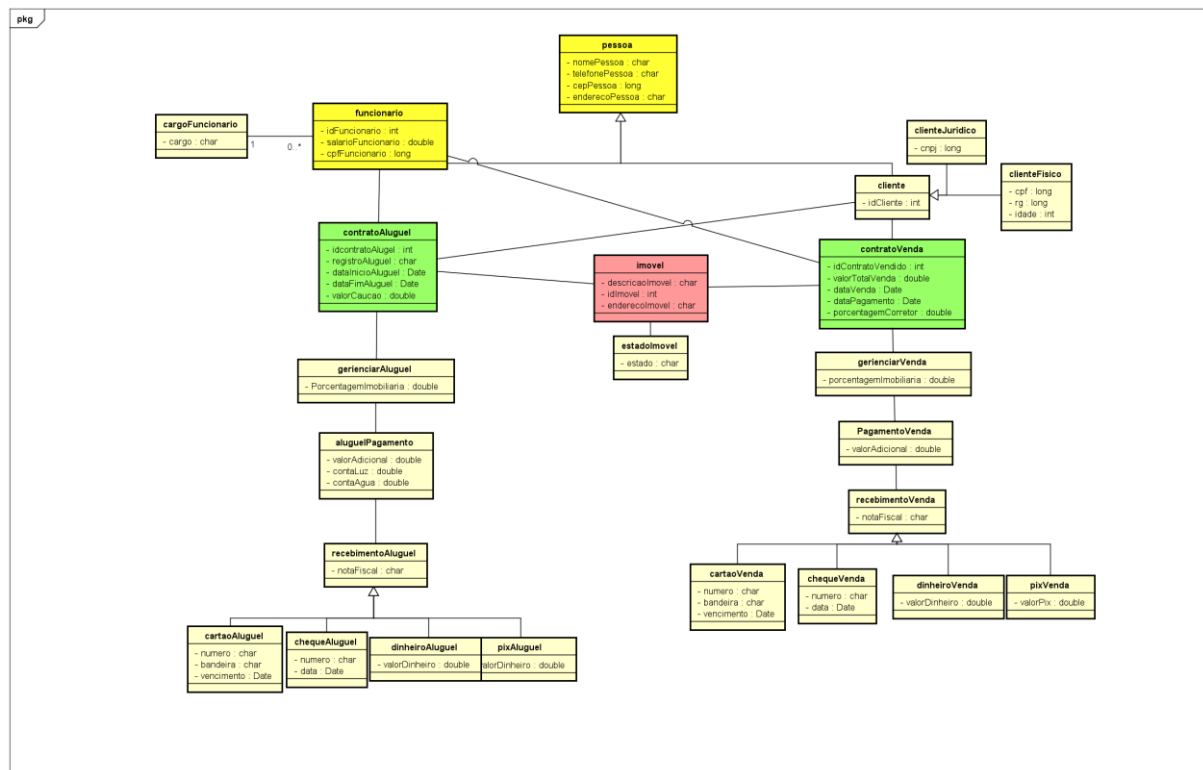 pkg
pessoa
- nomePessoa : char
- telefonePessoa : char
- cepPessoa : long
- enderecoPessoa : char
cargoFuncionario
- cargo : char
1
0..*
funcionario
- idFuncionario : int
- salarioFuncionario : double
- cpfFuncionario : long
clienteJurídico
- cnpj : long
clienteFisico
- cpf : long
- rg : long
- idade : int
cliente
- idCliente : int
contratoAluguel
- idcontratoAlugel : int
- registroAluguel : char
- dataInicioAluguel : Date
- dataFimAluguel : Date
- valorCaucao : double
imovel
- descricaoImovel : char
- idImovel : int
- enderecoImovel : char
contratoVenda
- idContratoVendido : int
- valorTotalVenda : double
- dataVenda : Date
- dataPagamento : Date
- porcentagemCorretor : double
estadoImovel
- estado : char
gerienciarAluguel
- PorcentagemImobiliaria : double
gerienciarVenda
- porcentagemImobiliaria : double
aluguelPagamento
- valorAdicional : double
- contaLuz : double
- contaAgua : double
PagamentoVenda
- valorAdicional : double
recebimentoVenda
- notaFiscal : char
recebimentoAluguel
- notaFiscal : char
cartaoVenda
- numero : char
- bandeira : char
- vencimento : Date
chequeVenda
- numero : char
- data : Date
dinheiroVenda
- valorDinheiro : double
pixVenda
- valorPix : double
cartaoAluguel
- numero : char
- bandeira : char
- vencimento : Date
chequeAluguel
- numero : char
- data : Date
dinheiroAluguel
- valorDinheiro : double
pixAluguel
valorDinheiro : double